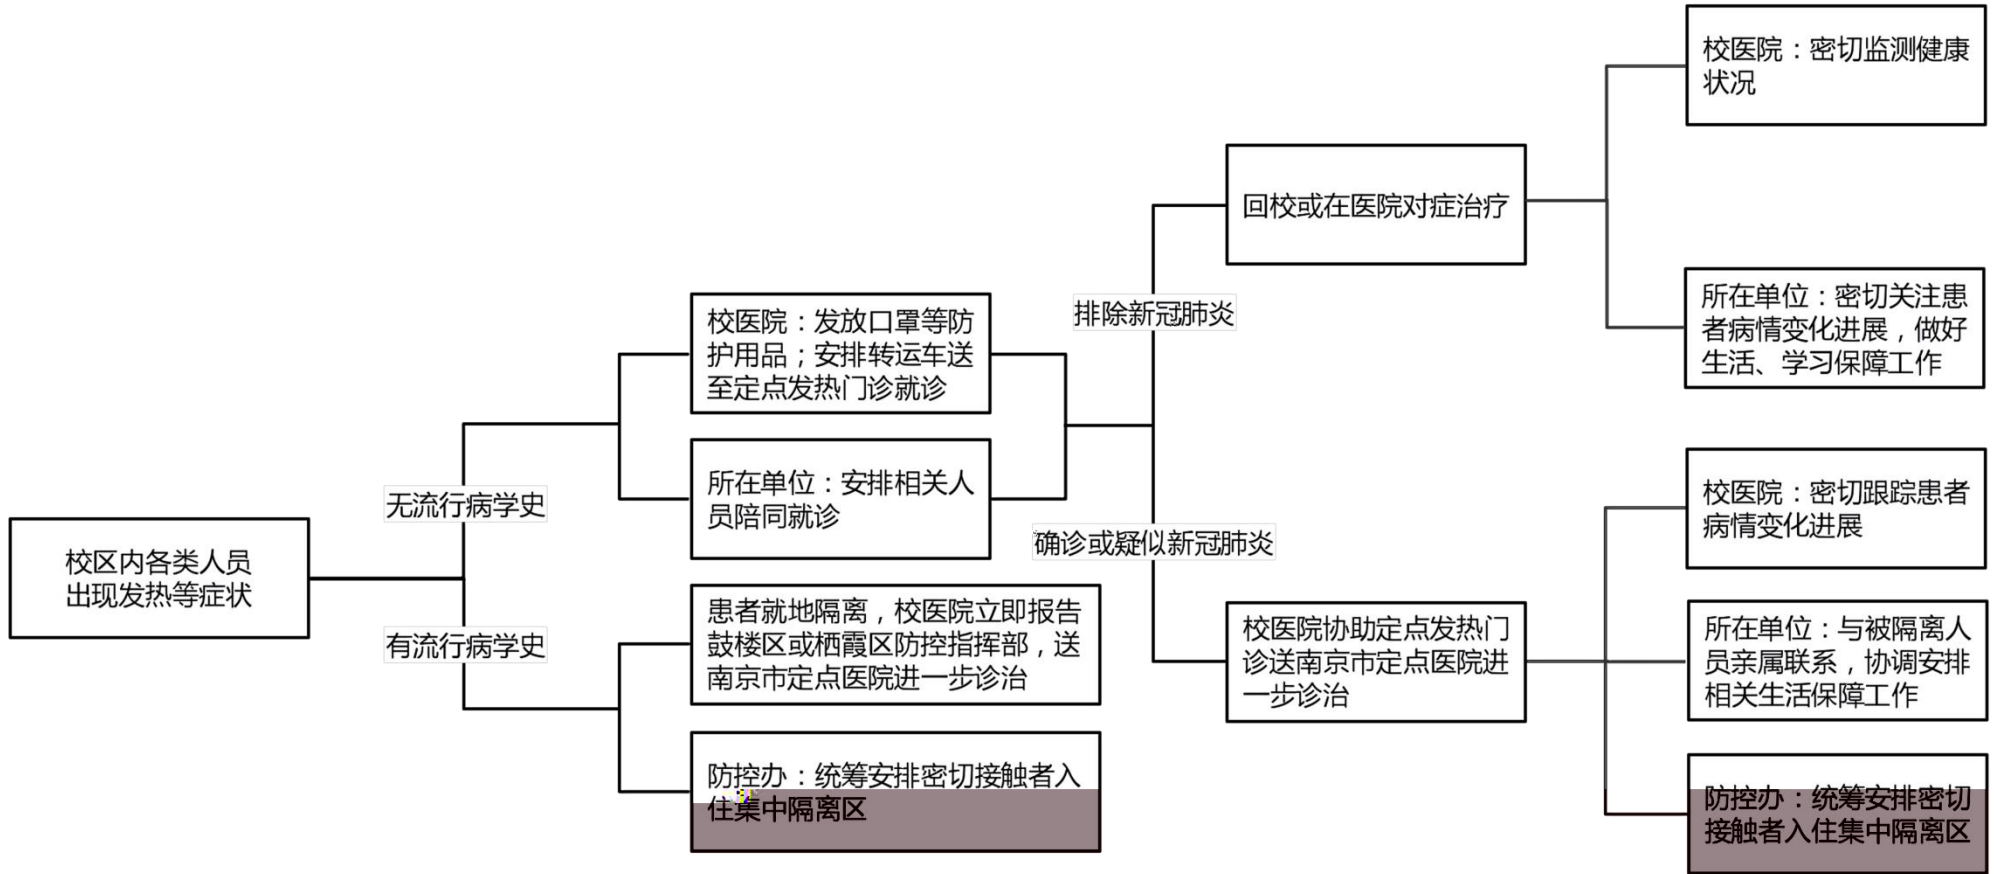 校区内各类人员
出现发热等症状
无流行病学史
有流行病学史
校医院：发放口罩等防
护用品；安排转运车送
至定点发热门诊就诊
所在单位：安排相关人
员陪同就诊
患者就地隔离，校医院立即报告
鼓楼区或栖霞区防控指挥部，送
南京市定点医院进一步诊治
防控办：统筹安排密切接触者入
住集中隔离区
排除新冠肺炎
确诊或疑似新冠肺炎
回校或在医院对症治疗
校医院协助定点发热门
诊送南京市定点医院进
一步诊治
校医院：密切监测健康
状况
所在单位：密切关注患
者病情变化进展，做好
生活、学习保障工作
校医院：密切跟踪患者
病情变化进展
所在单位：与被隔离人
员亲属联系，协调安排
相关生活保障工作
防控办：统筹安排密切
接触者入住集中隔离区